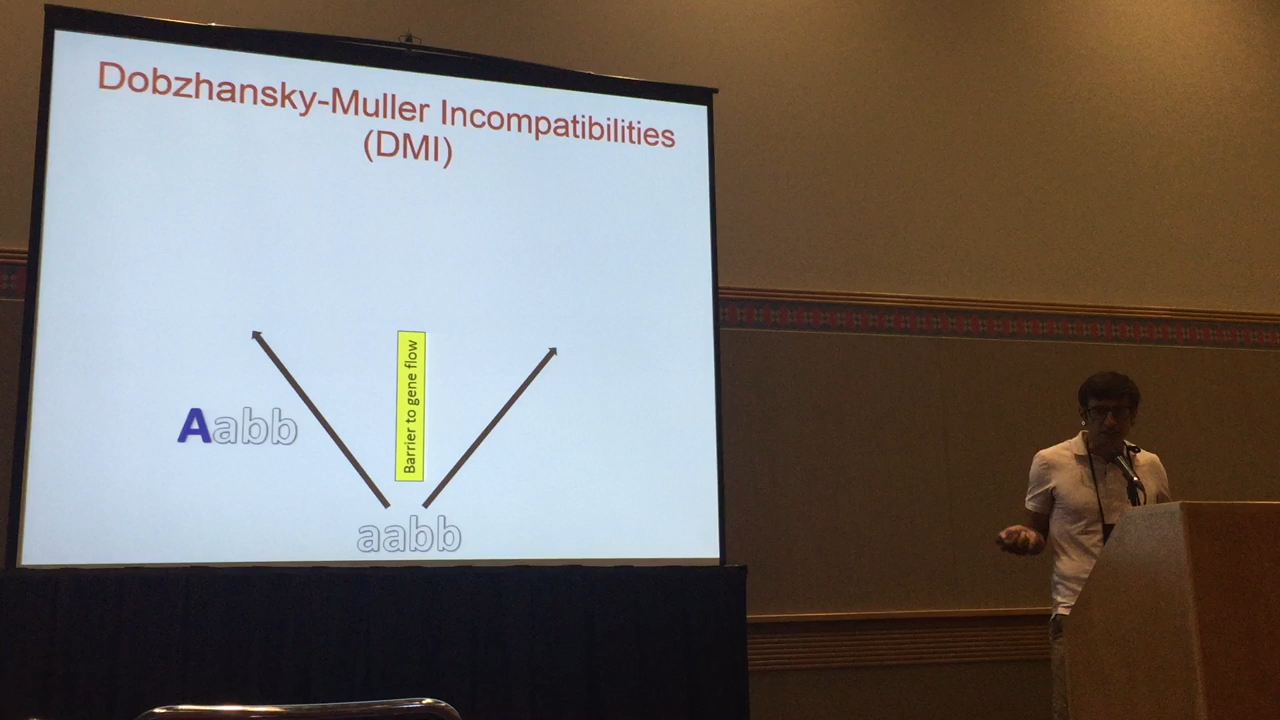 Dobzhansky-Muller Incompatibilities
(DMI)
Barrier to gene flow
Aabb
aabb